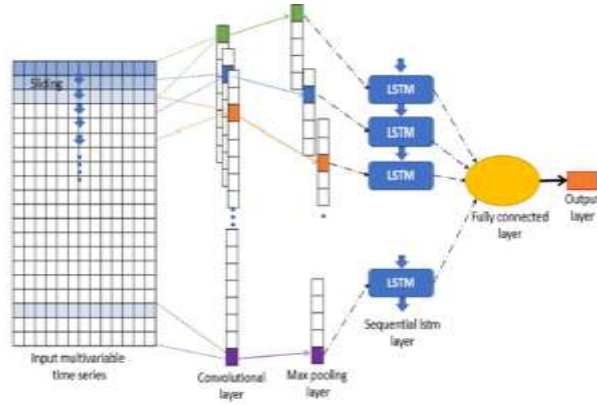 Sliding
LSTM
LSTM
LSTM
LSTM
Fully connected
layer
Output
layer
Sequential lstm
layer
Input multivariable
time series
Convolutional
layer
Max pooling
layer